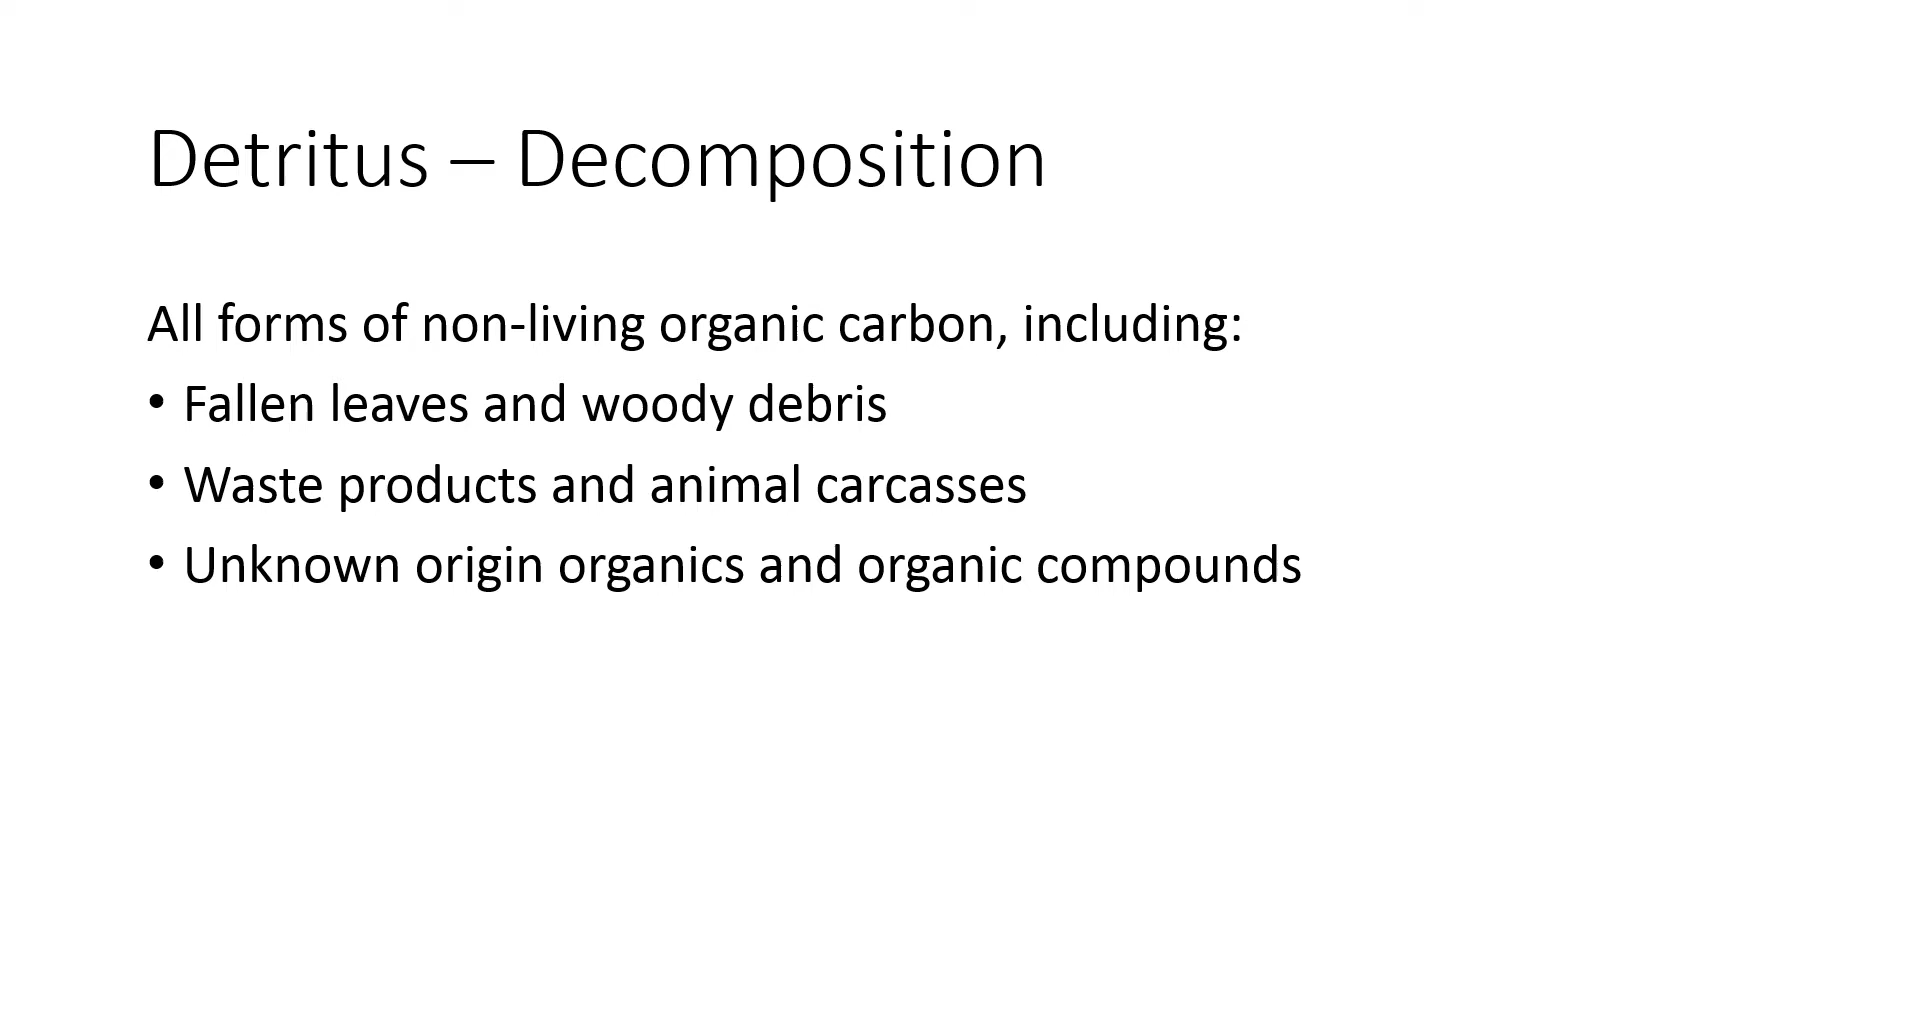 Detritus – Decomposition
All forms of non-living organic carbon, including:
• Fallen leaves and woody debris
• Waste products and animal carcasses
• Unknown origin organics and organic compounds